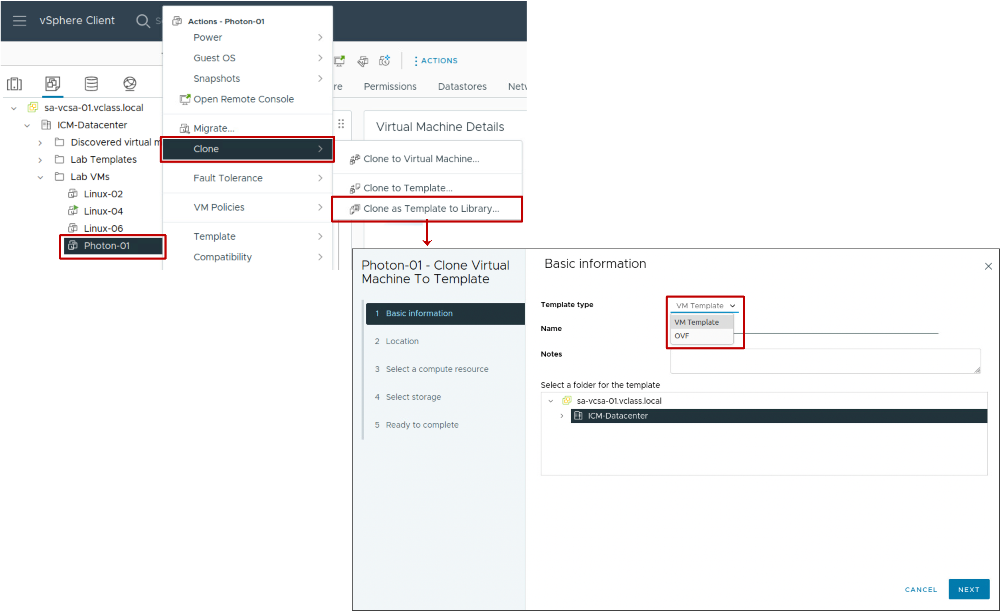 vSphere Client
Actions - Photon-01
Power
Guest OS
Snapshots
Open Remote Console
Migrate...
Clone
Fault Tolerance
VM Policies
Template
Compatibility
ACTIONS
Permissions
Datastores
Virtual Machine Details
Clone to Virtual Machine...
Clone to Template...
Clone as Template to Library...
sa-vcsa-01.vclass.local
ICM-Datacenter
Discovered virtual m
Lab Templates
Lab VMs
Linux-02
Linux-04
Linux-06
Photon-01
Photon-01 - Clone Virtual
Machine To Template
1 Basic information
2 Location
3 Select a compute resource
4 Select storage
5 Ready to complete
Basic information
Template type
VM Template
VM Template
OVF
Name
Notes
Select a folder for the template
sa-vcsa-01.vclass.local
ICM-Datacenter
CANCEL
NEXT